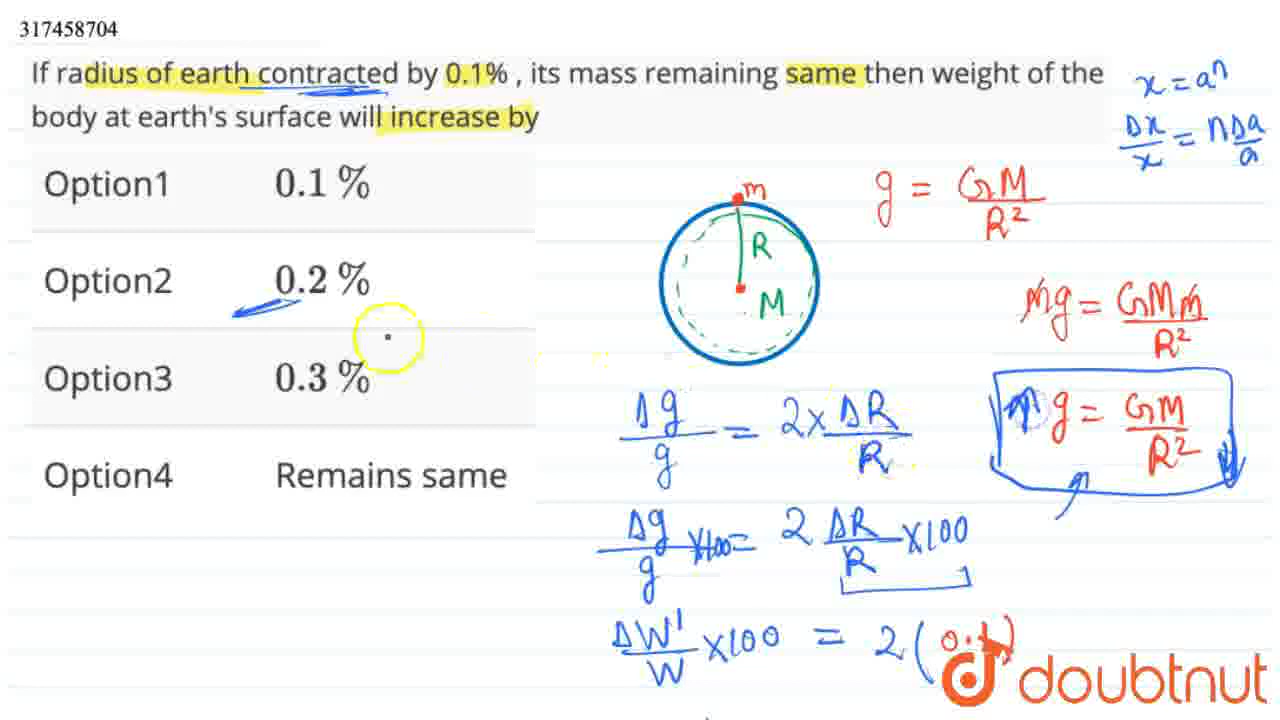 317458704
If radius of earth contracted by 0.1% , its mass remaining same then weight of the
body at earth's surface will increase by
x = aⁿ
Δx/x = n Δa/a
Option1 0.1 %
Option2 0.2 %
Option3 0.3 %
Option4 Remains same
m
R
M
g = GM/R²
mg = GMm/R²
g = GM/R²
Δg/g = 2 × ΔR/R
Δg/g ×100 = 2 ΔR/R ×100
ΔW/W ×100 = 2(0.1)
doubtnut